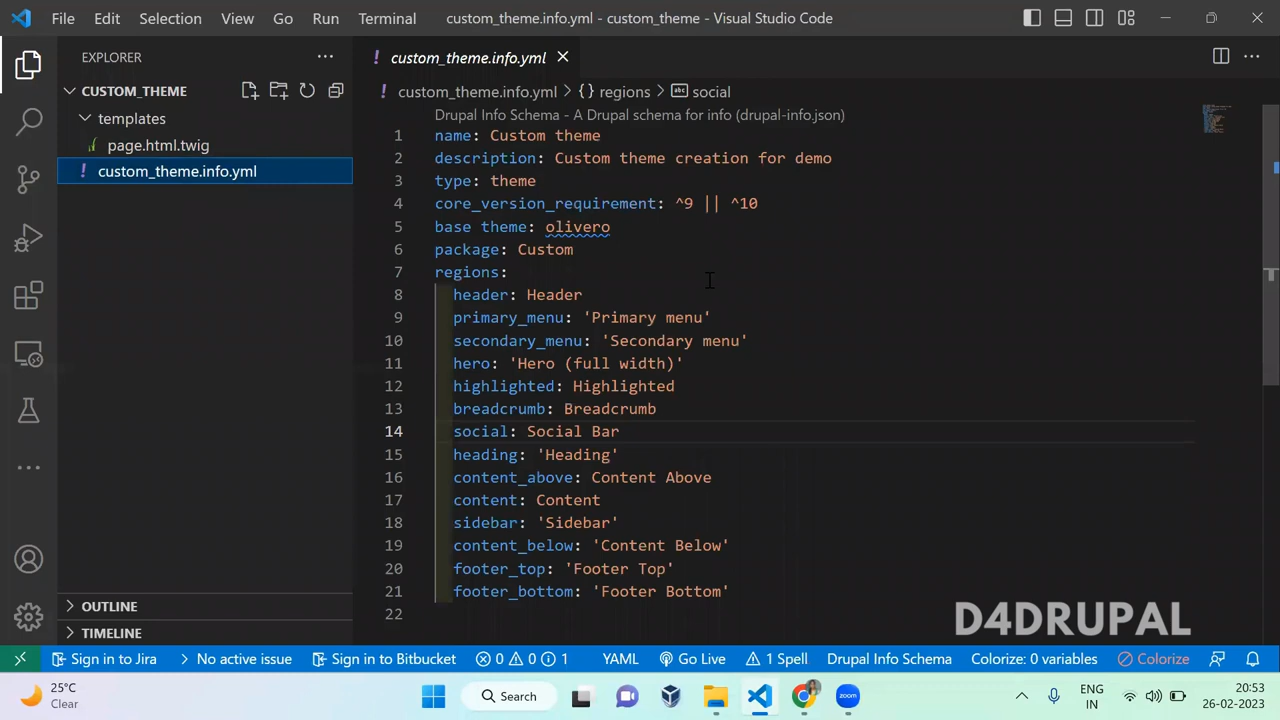 File Edit Selection View Go Run Terminal custom_theme.info.yml - custom_theme - Visual Studio Code
EXPLORER
CUSTOM_THEME
templates
page.html.twig
! custom_theme.info.yml
! custom_theme.info.yml
! custom_theme.info.yml > {} regions > abc social
Drupal Info Schema - A Drupal schema for info (drupal-info.json)
1 name: Custom theme
2 description: Custom theme creation for demo
3 type: theme
4 core_version_requirement: ^9 || ^10
5 base theme: olivero
6 package: Custom
7 regions:
8 header: Header
9 primary_menu: 'Primary menu'
10 secondary_menu: 'Secondary menu'
11 hero: 'Hero (full width)'
12 highlighted: Highlighted
13 breadcrumb: Breadcrumb
14 social: Social Bar
15 heading: 'Heading'
16 content_above: Content Above
17 content: Content
18 sidebar: 'Sidebar'
19 content_below: 'Content Below'
20 footer_top: 'Footer Top'
21 footer_bottom: 'Footer Bottom'
22
OUTLINE
TIMELINE
D4DRUPAL
Sign in to Jira No active issue Sign in to Bitbucket 0 0 1 YAML Go Live 1 Spell Drupal Info Schema Colorize: 0 variables Colorize
25°C
Clear
Search
zoom
ENG
IN
20:53
26-02-2023